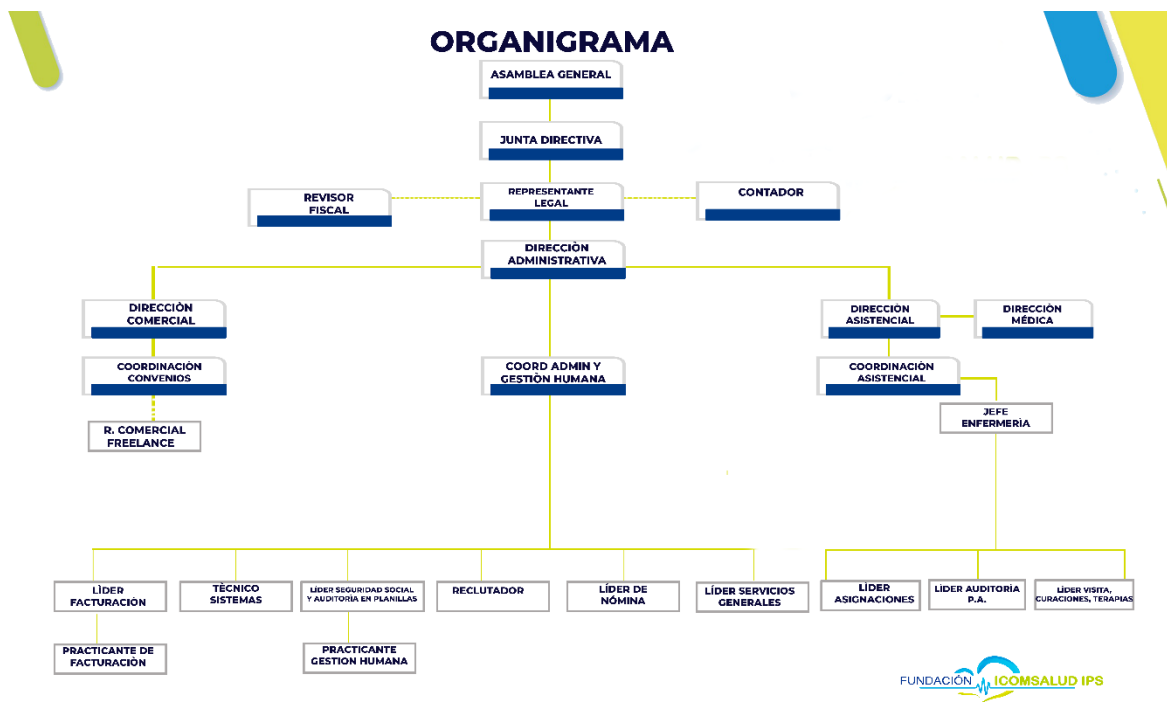 ORGANIGRAMA
ASAMBLEA GENERAL
JUNTA DIRECTIVA
REVISOR
FISCAL
REPRESENTANTE
LEGAL
CONTADOR
DIRECCIÒN
ADMINISTRATIVA
DIRECCIÒN
COMERCIAL
DIRECCIÒN
ASISTENCIAL
DIRECCIÒN
MÉDICA
COORDINACIÒN
CONVENIOS
COORD ADMIN Y
GESTIÒN HUMANA
COORDINACIÒN
ASISTENCIAL
R. COMERCIAL
FREELANCE
JEFE
ENFERMERÌA
LÌDER
FACTURACIÒN
TÈCNICO
SISTEMAS
LÍDER SEGURIDAD SOCIAL
Y AUDITORÍA EN PLANILLAS
RECLUTADOR
LÍDER DE
NÓMINA
LÍDER SERVICIOS
GENERALES
LÍDER
ASIGNACIONES
LÍDER AUDITORÌA
P.A.
LÍDER VISITA,
CURACIONES, TERAPIAS
PRACTICANTE DE
FACTURACIÒN
PRACTICANTE
GESTION HUMANA
FUNDACIÓN ICOMSALUD IPS